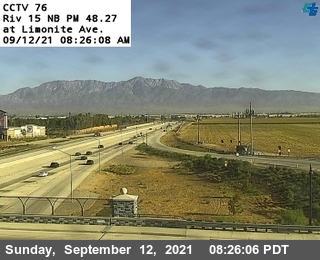 CCTV 76
Riv 15 NB PM 48.27
at Limonite Ave.
09/12/21 08:26:08 AM
Sunday, September 12, 2021 08:26:06 PDT